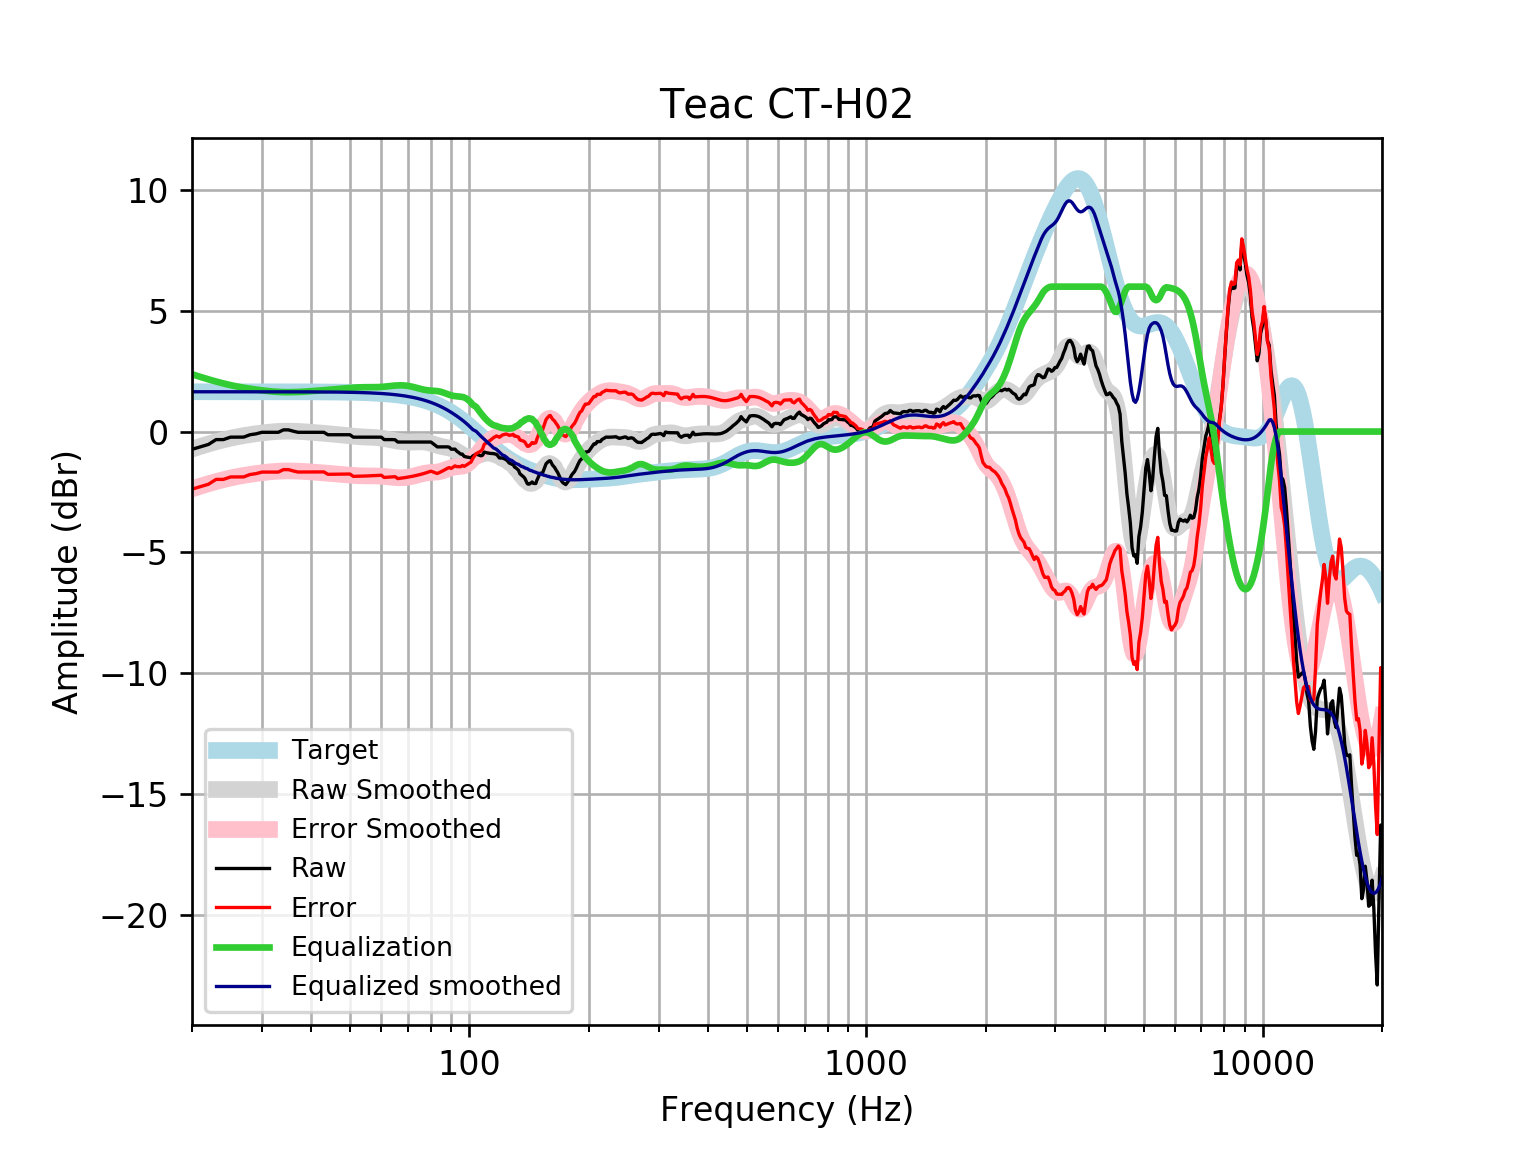 Teac CT-H02
Amplitude (dBr)
10
5
0
−5
−10
−15
−20
Target
Raw Smoothed
Error Smoothed
Raw
Error
Equalization
Equalized smoothed
100 1000 10000
Frequency (Hz)